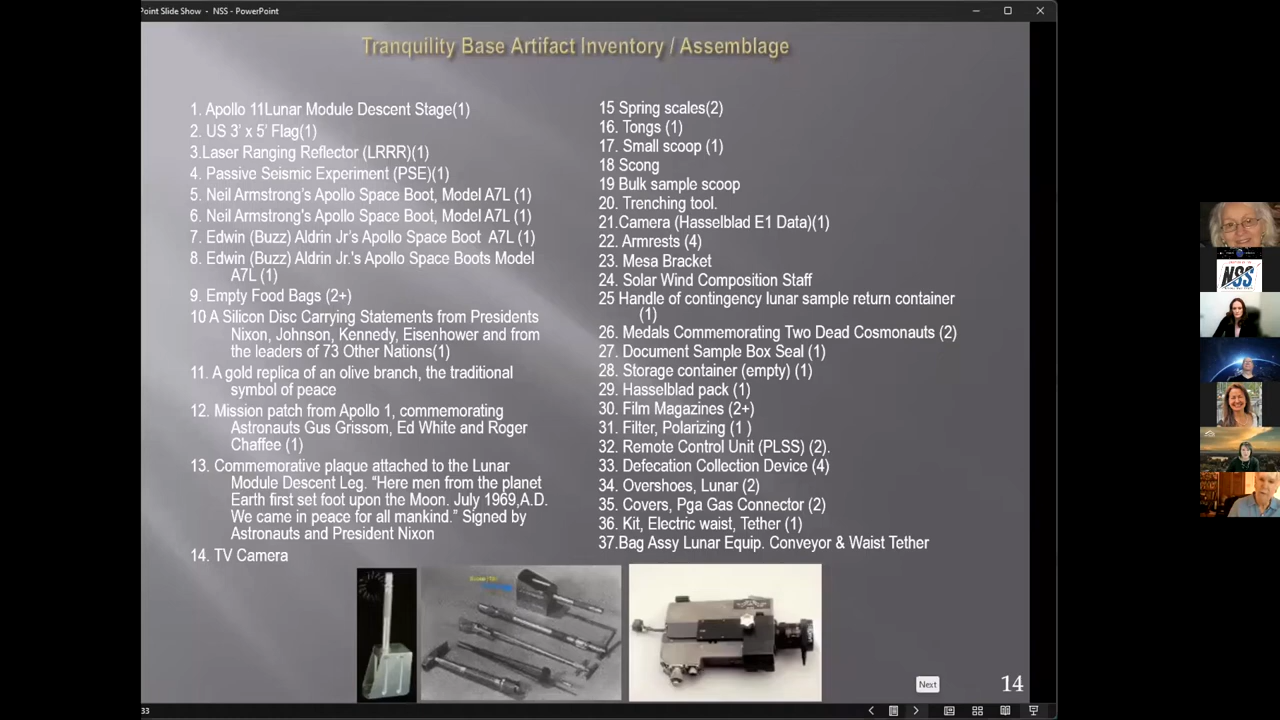 Point Slide Show - NSS - PowerPoint
Tranquility Base Artifact Inventory / Assemblage
1. Apollo 11Lunar Module Descent Stage(1)
2. US 3' x 5' Flag(1)
3.Laser Ranging Reflector (LRRR)(1)
4. Passive Seismic Experiment (PSE)(1)
5. Neil Armstrong's Apollo Space Boot, Model A7L (1)
6. Neil Armstrong's Apollo Space Boot, Model A7L (1)
7. Edwin (Buzz) Aldrin Jr's Apollo Space Boot A7L (1)
8. Edwin (Buzz) Aldrin Jr.'s Apollo Space Boots Model
A7L (1)
9. Empty Food Bags (2+)
10 A Silicon Disc Carrying Statements from Presidents
Nixon, Johnson, Kennedy, Eisenhower and from
the leaders of 73 Other Nations(1)
11. A gold replica of an olive branch, the traditional
symbol of peace
12. Mission patch from Apollo 1, commemorating
Astronauts Gus Grissom, Ed White and Roger
Chaffee (1)
13. Commemorative plaque attached to the Lunar
Module Descent Leg. “Here men from the planet
Earth first set foot upon the Moon. July 1969,A.D.
We came in peace for all mankind.” Signed by
Astronauts and President Nixon
14. TV Camera
15 Spring scales(2)
16. Tongs (1)
17. Small scoop (1)
18 Scong
19 Bulk sample scoop
20. Trenching tool.
21.Camera (Hasselblad E1 Data)(1)
22. Armrests (4)
23. Mesa Bracket
24. Solar Wind Composition Staff
25 Handle of contingency lunar sample return container
(1)
26. Medals Commemorating Two Dead Cosmonauts (2)
27. Document Sample Box Seal (1)
28. Storage container (empty) (1)
29. Hasselblad pack (1)
30. Film Magazines (2+)
31. Filter, Polarizing (1 )
32. Remote Control Unit (PLSS) (2).
33. Defecation Collection Device (4)
34. Overshoes, Lunar (2)
35. Covers, Pga Gas Connector (2)
36. Kit, Electric waist, Tether (1)
37.Bag Assy Lunar Equip. Conveyor & Waist Tether
Next
14
33
NSS